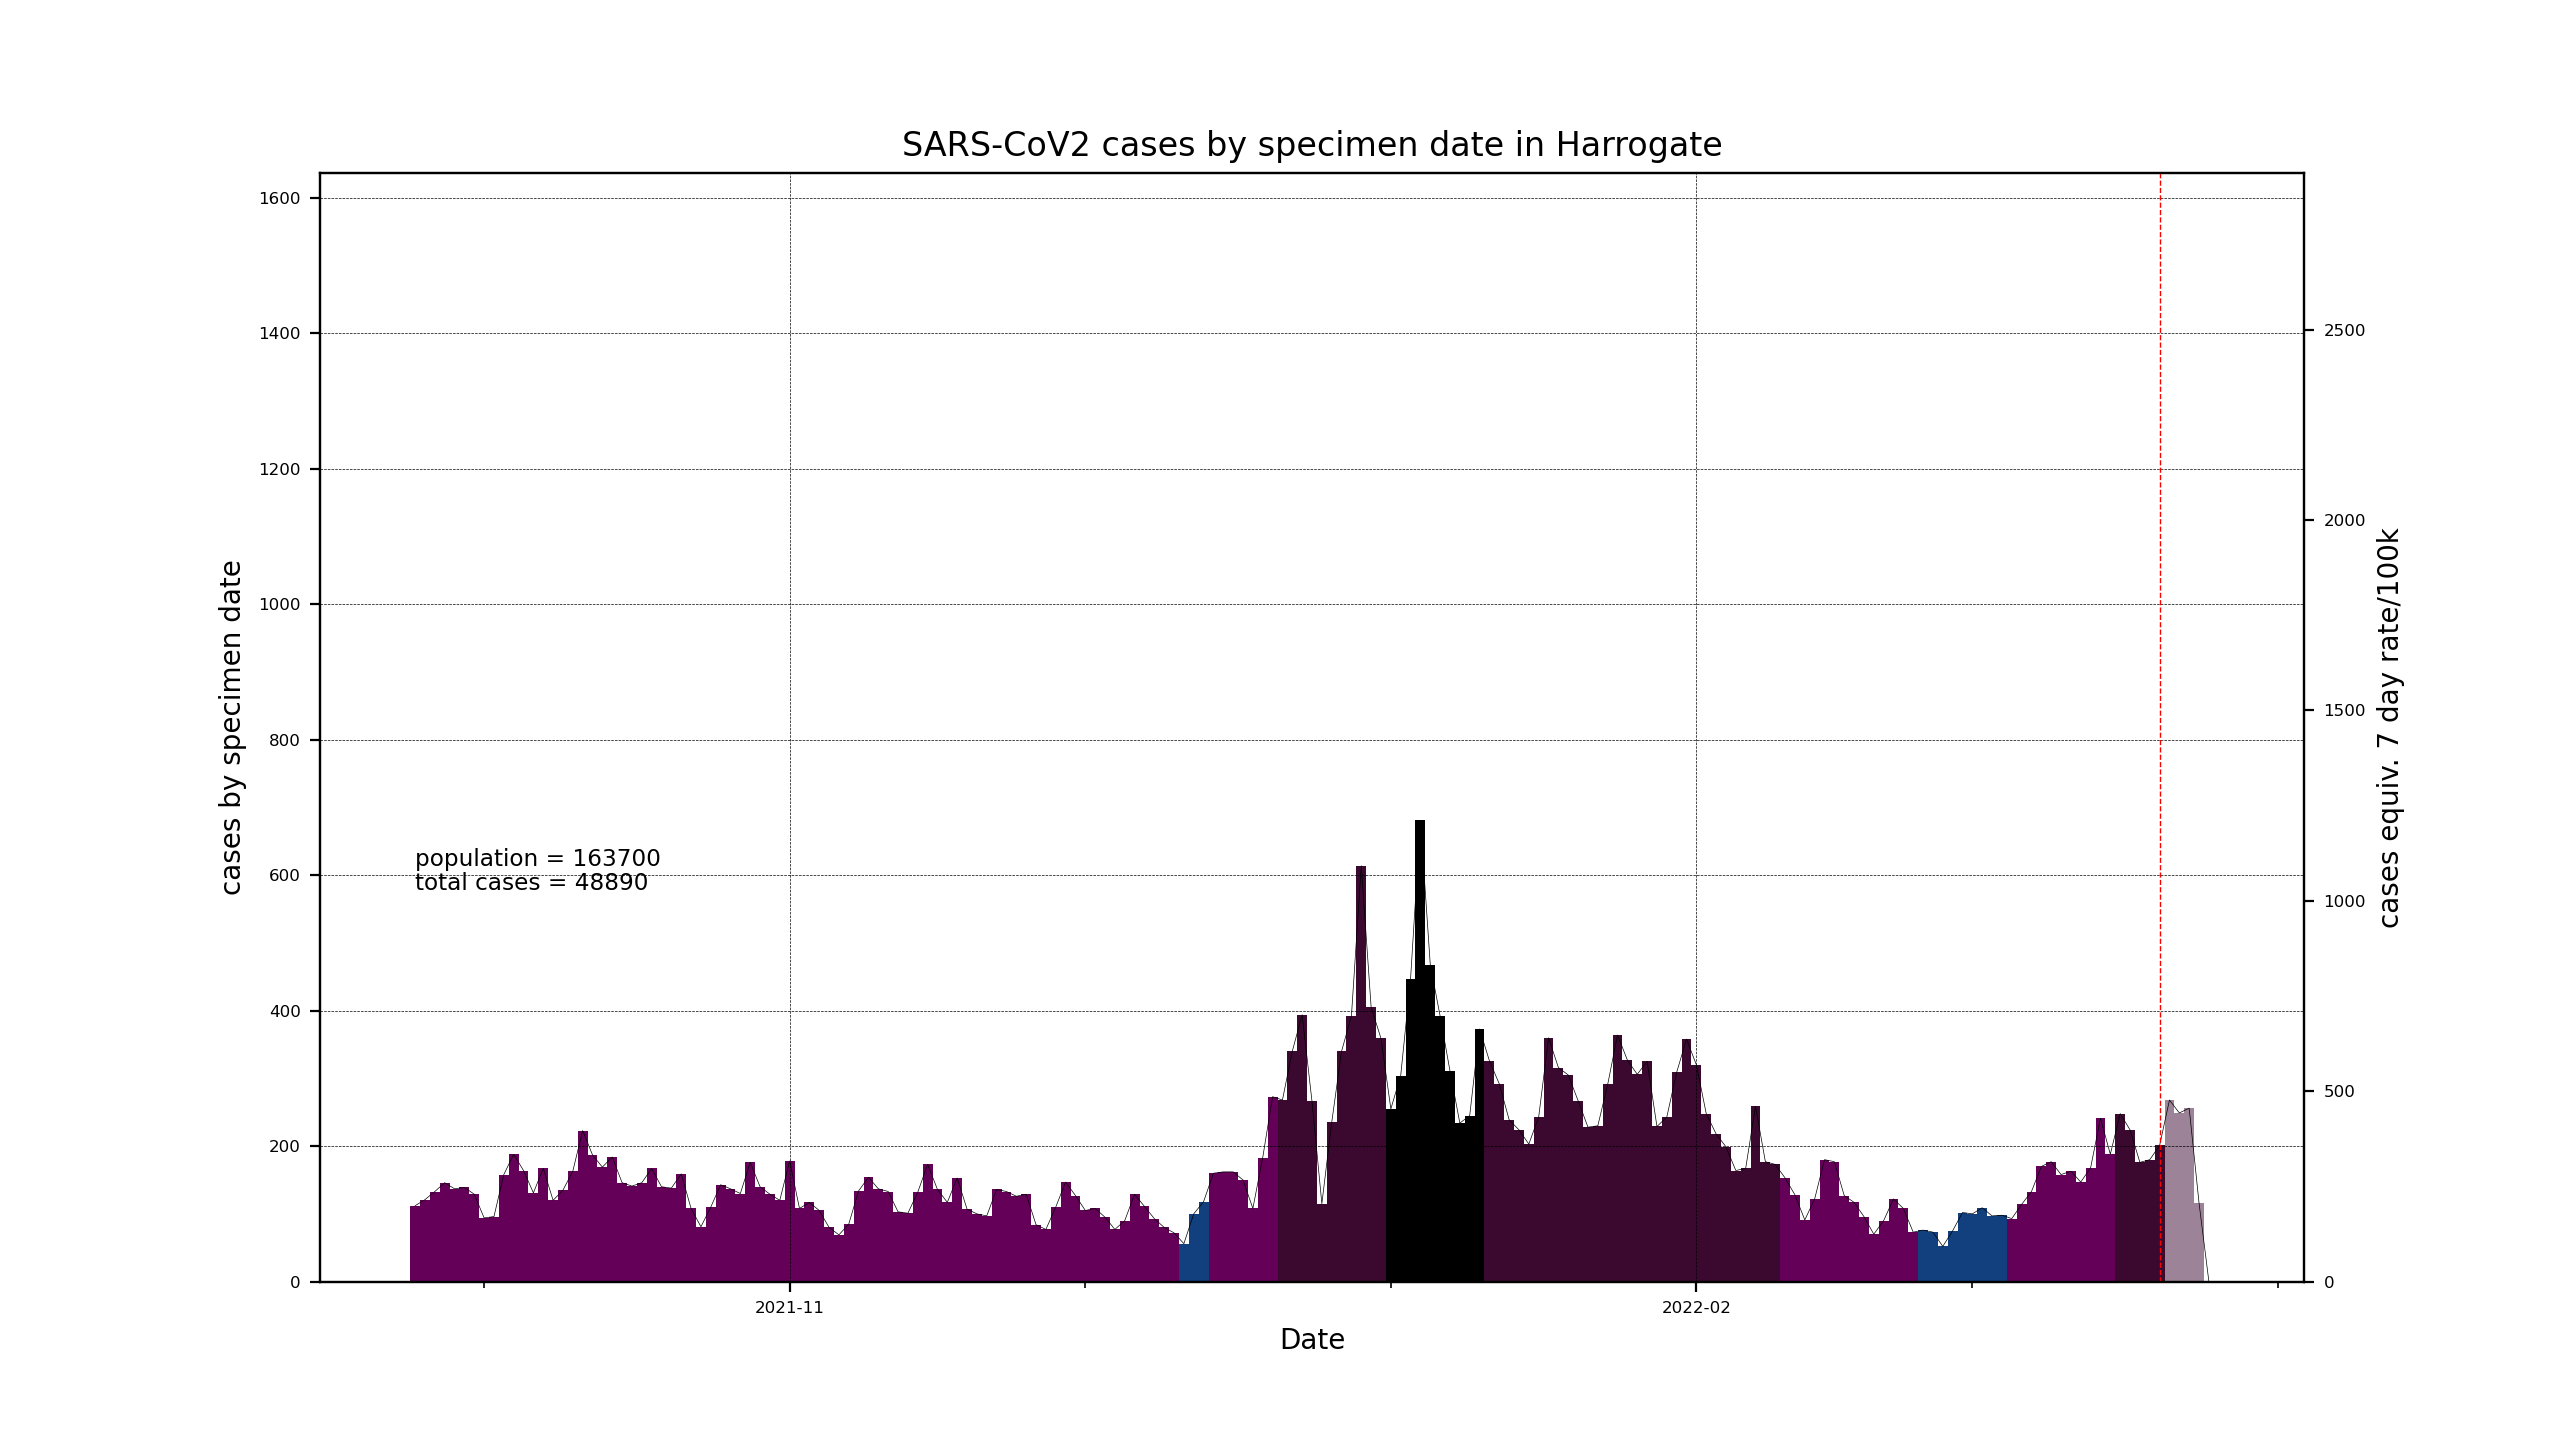 SARS-CoV2 cases by specimen date in Harrogate
cases by specimen date
1600
1400
1200
1000
800
600
400
200
0
population = 163700
total cases = 48890
2500
2000
1500
1000
500
0
cases equiv. 7 day rate/100k
2021-11
2022-02
Date